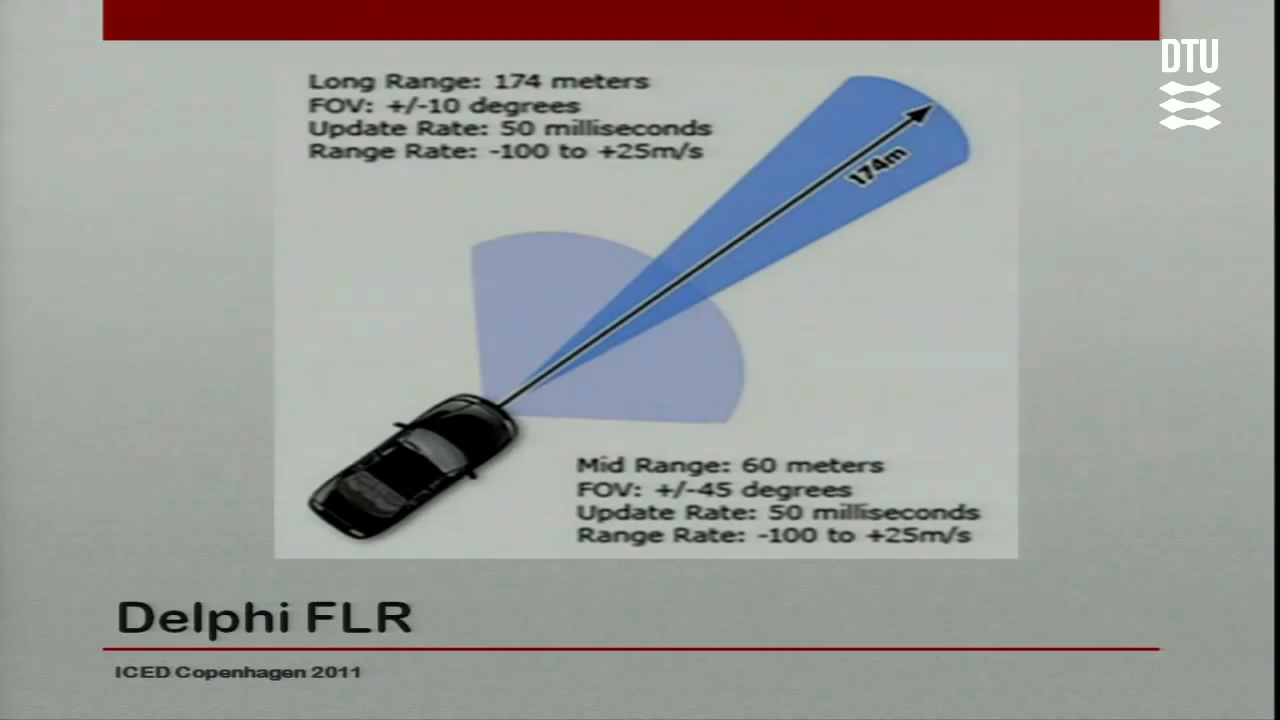 DTU
Long Range: 174 meters
FOV: +/-10 degrees
Update Rate: 50 milliseconds
Range Rate: -100 to +25m/s
174m
Mid Range: 60 meters
FOV: +/-45 degrees
Update Rate: 50 milliseconds
Range Rate: -100 to +25m/s
Delphi FLR
ICED Copenhagen 2011